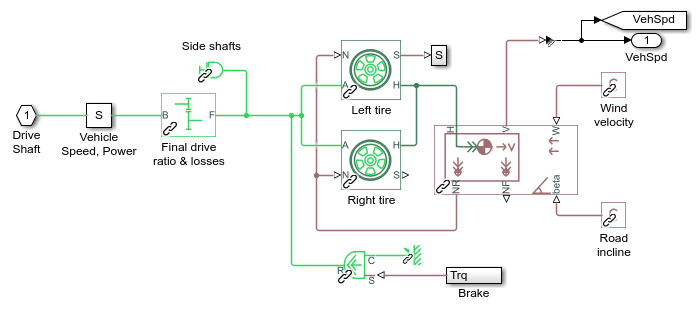 VehSpd
1
VehSpd
Side shafts
N
S
S
A
H
Left tire
1
Drive
Shaft
S
Vehicle
Speed, Power
B
F
Final drive
ratio & losses
A
H
N
S
Right tire
H
V
W
V
NR
NF
beta
Wind
velocity
Road
incline
C
R
S
Trq
Brake